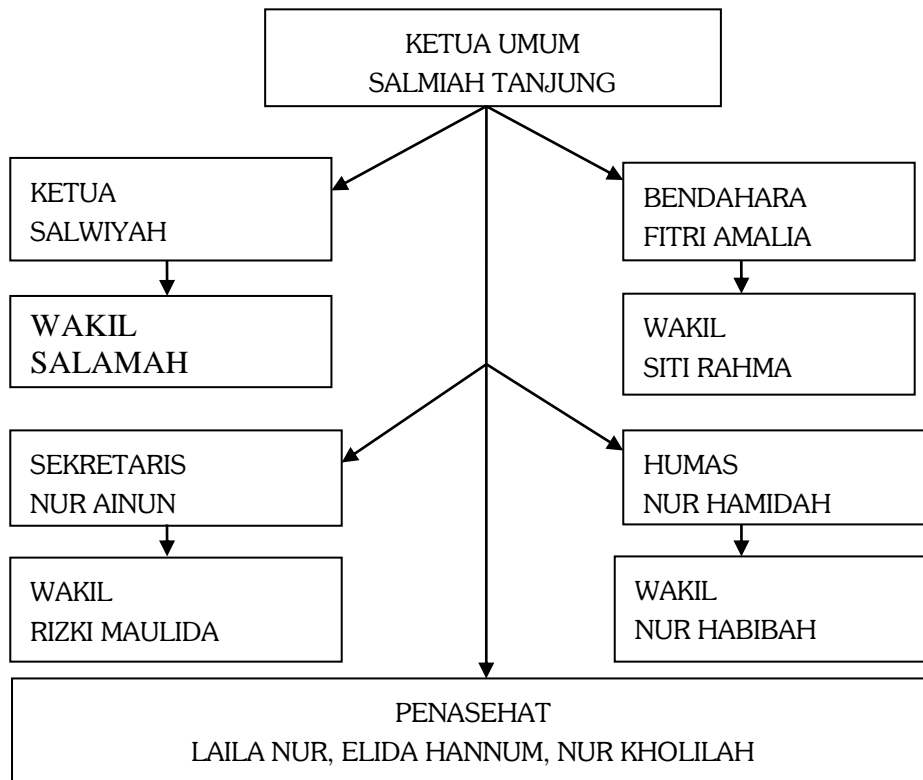 KETUA UMUM
SALMIAH TANJUNG
KETUA
SALWIYAH
BENDAHARA
FITRI AMALIA
WAKIL
SALAMAH
WAKIL
SITI RAHMA
SEKRETARIS
NUR AINUN
HUMAS
NUR HAMIDAH
WAKIL
RIZKI MAULIDA
WAKIL
NUR HABIBAH
PENASEHAT
LAILA NUR, ELIDA HANNUM, NUR KHOLILAH